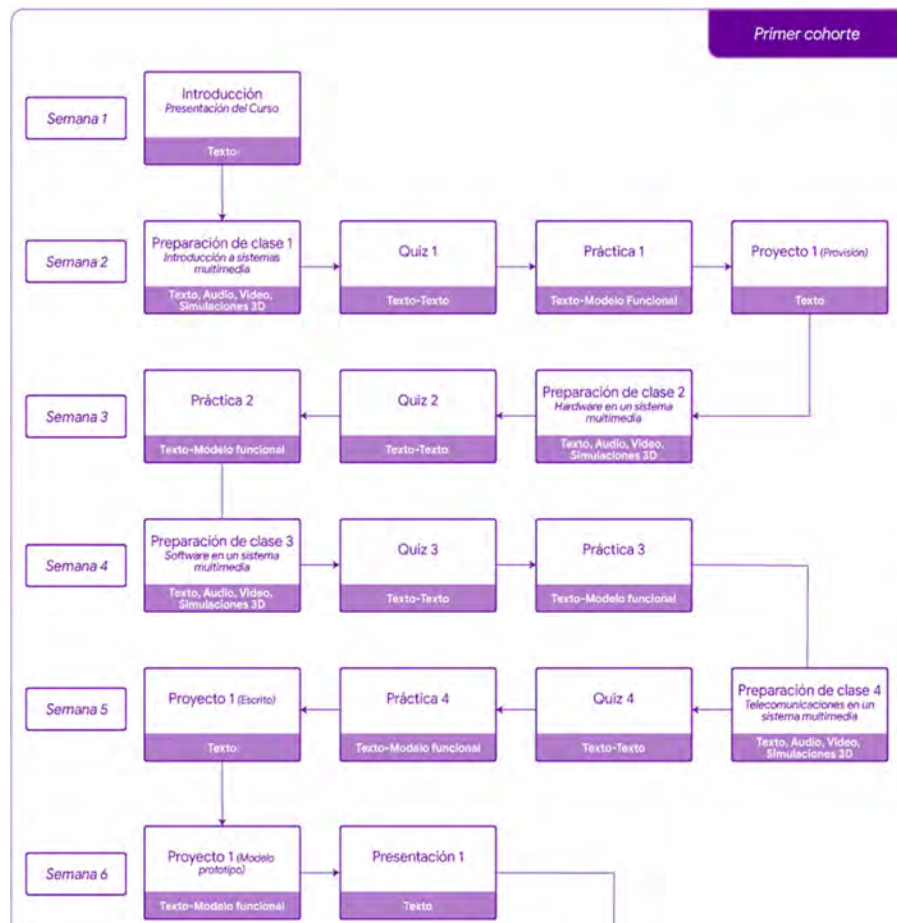 Primer cohorte
Semana 1
Introducción
Presentación del Curso
Texto
Semana 2
Preparación de clase 1
Introducción a sistemas
multimedia
Texto, Audio, Video,
Simulaciones 3D
Quiz 1
Texto-Texto
Práctica 1
Texto-Modelo Funcional
Proyecto 1 (Provisión)
Texto
Semana 3
Práctica 2
Texto-Modelo funcional
Quiz 2
Texto-Texto
Preparación de clase 2
Hardware en un sistema
multimedia
Texto, Audio, Video,
Simulaciones 3D
Semana 4
Preparación de clase 3
Software en un sistema
multimedia
Texto, Audio, Video,
Simulaciones 3D
Quiz 3
Texto-Texto
Práctica 3
Texto-Modelo funcional
Semana 5
Proyecto 1 (Escrito)
Texto
Práctica 4
Texto-Modelo funcional
Quiz 4
Texto-Texto
Preparación de clase 4
Telecomunicaciones en un
sistema multimedia
Texto, Audio, Video,
Simulaciones 3D
Semana 6
Proyecto 1 (Modelo
prototipo)
Texto-Modelo funcional
Presentación 1
Texto